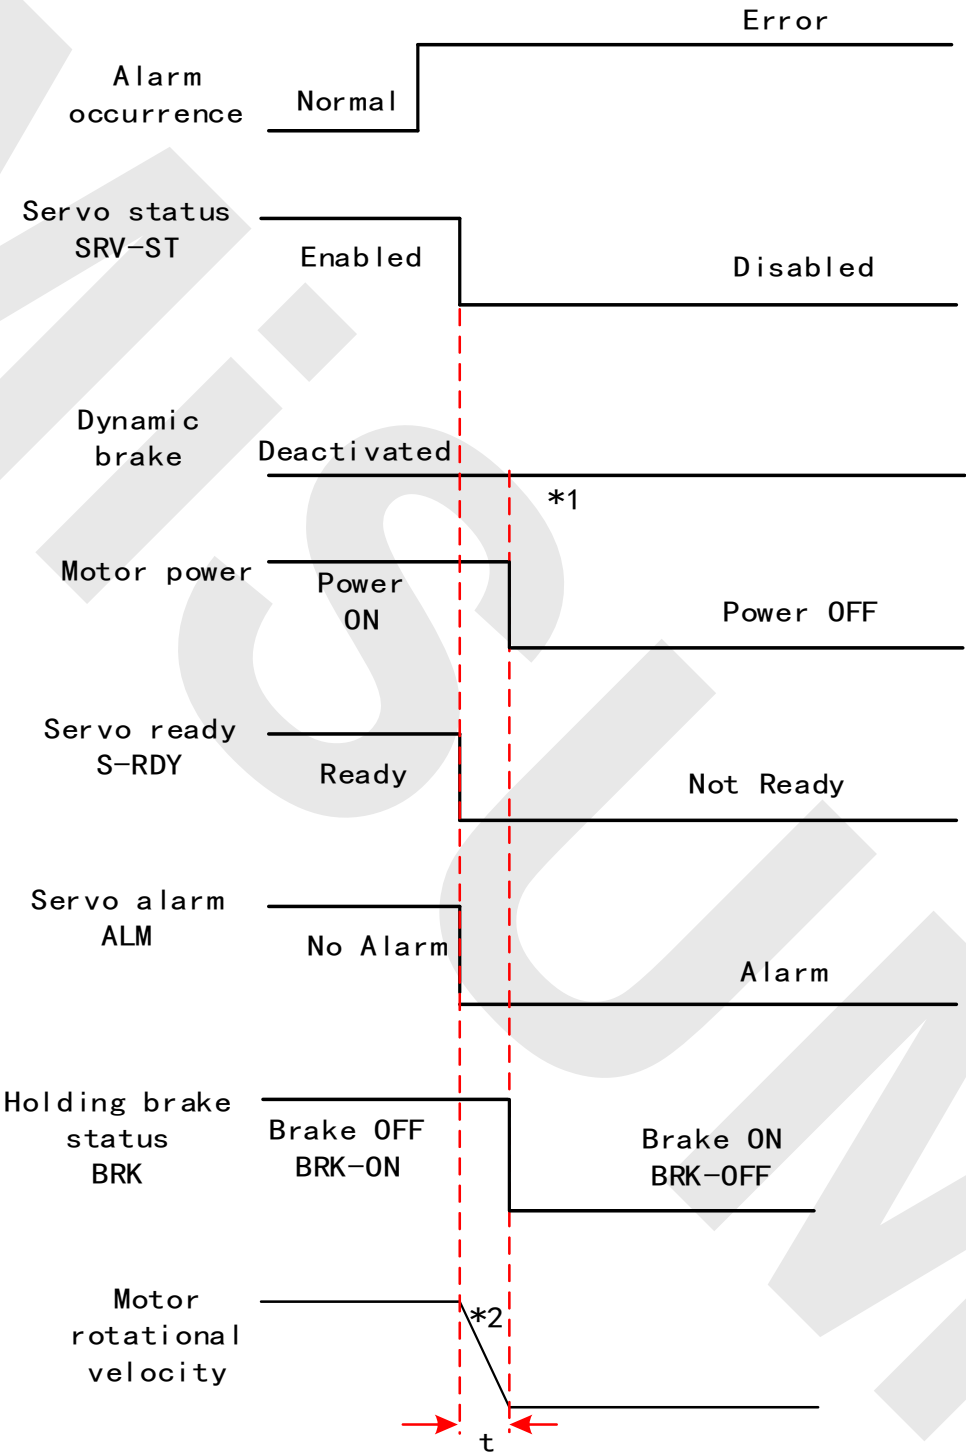 Error
Alarm
occurrence
Normal
Servo status
SRV-ST
Enabled
Disabled
Dynamic
brake
Deactivated
*1
Motor power
Power
ON
Power OFF
Servo ready
S-RDY
Ready
Not Ready
Servo alarm
ALM
No Alarm
Alarm
Holding brake
status
BRK
Brake OFF
BRK-ON
Brake ON
BRK-OFF
Motor
rotational
velocity
*2
t
MiSUM